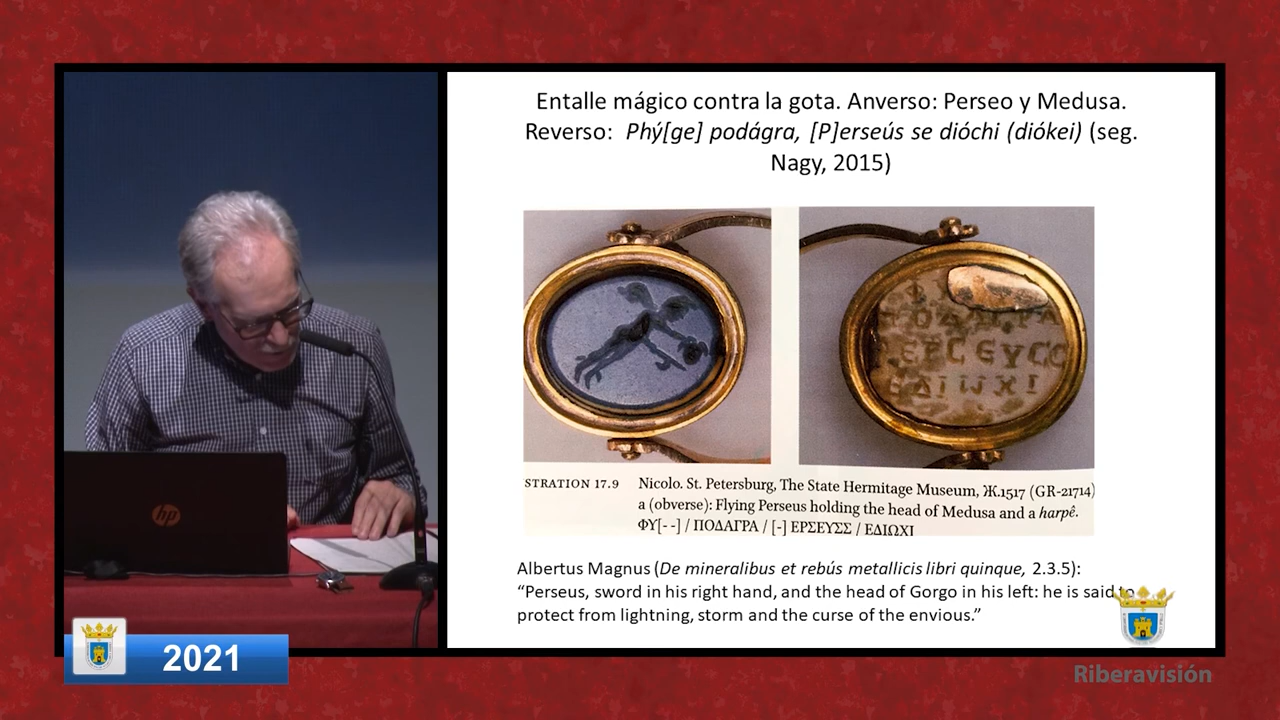 Entalle mágico contra la gota. Anverso: Perseo y Medusa.
Reverso: Phý[ge] podágra, [P]erseús se dióchi (diókei) (seg.
Nagy, 2015)
ΕΡϹΕΥϹϹ
ΕΔΙΩΧΙ
STRATION 17.9 Nicolo. St. Petersburg, The State Hermitage Museum, Ж.1517 (GR-21714)
a (obverse): Flying Perseus holding the head of Medusa and a harpê.
ΦΥ[- -] / ΠΟΔΑΓΡΑ / [-] ΕΡΣΕΥΣΣ / ΕΔΙΩΧΙ
Albertus Magnus (De mineralibus et rebús metallicis libri quinque, 2.3.5):
“Perseus, sword in his right hand, and the head of Gorgo in his left: he is said to
protect from lightning, storm and the curse of the envious.”
hp
2021
Riberavisión